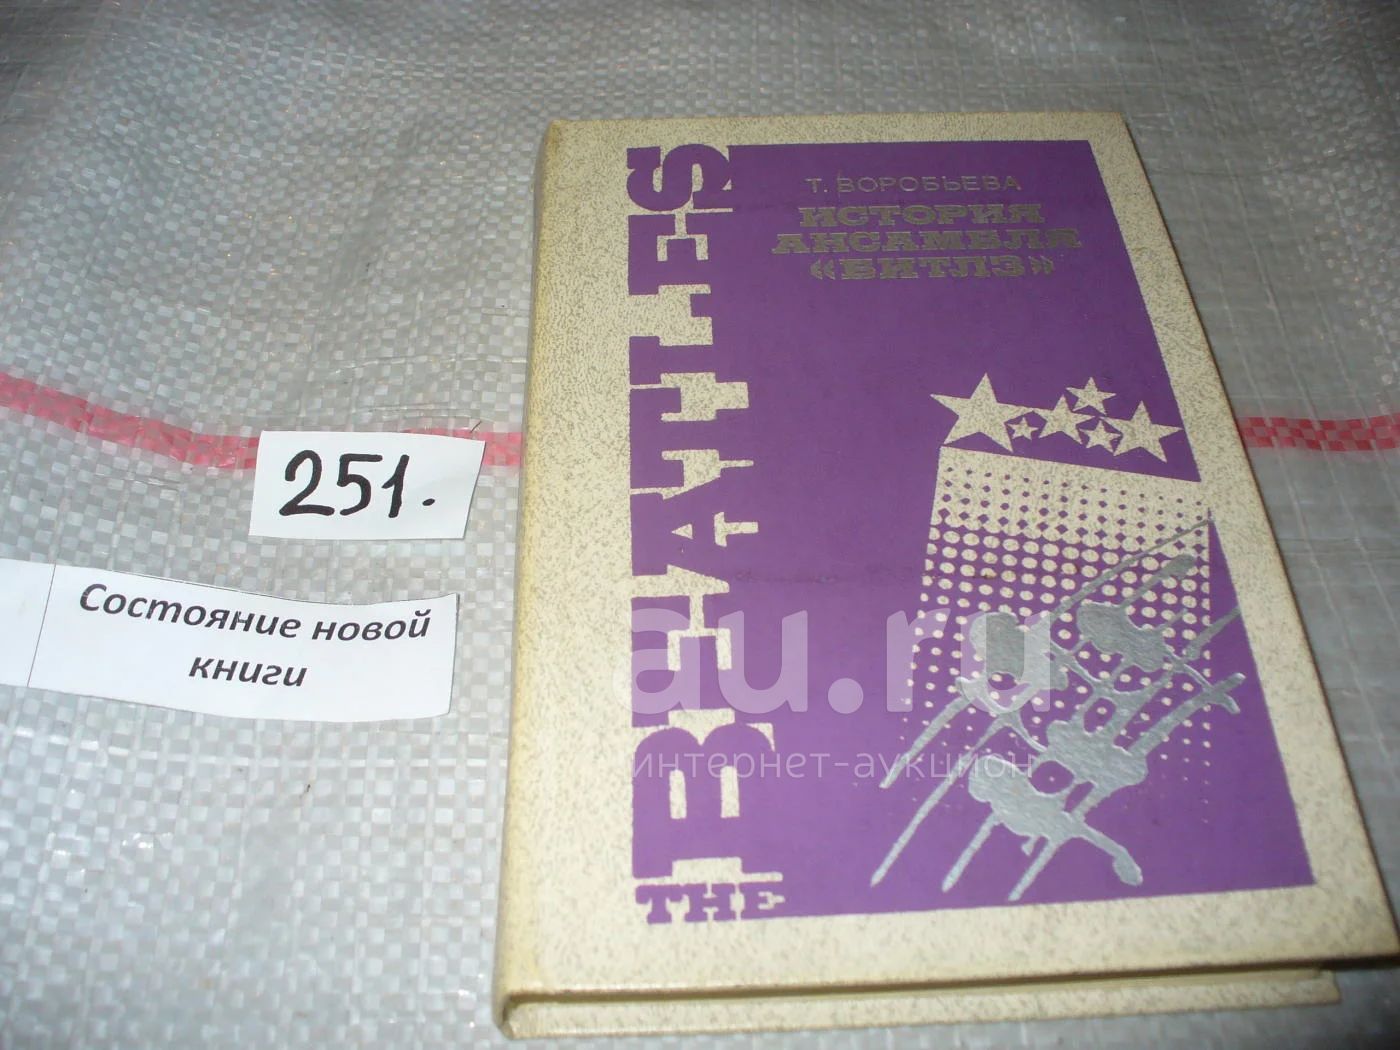 Т. ВОРОБЬЕВА
ИСТОРИЯ
АНСАМБЛЯ
«БИТЛЗ»
THE BEATLES
251.
Состояние новой
книги
au.ru
интернет-аукцион